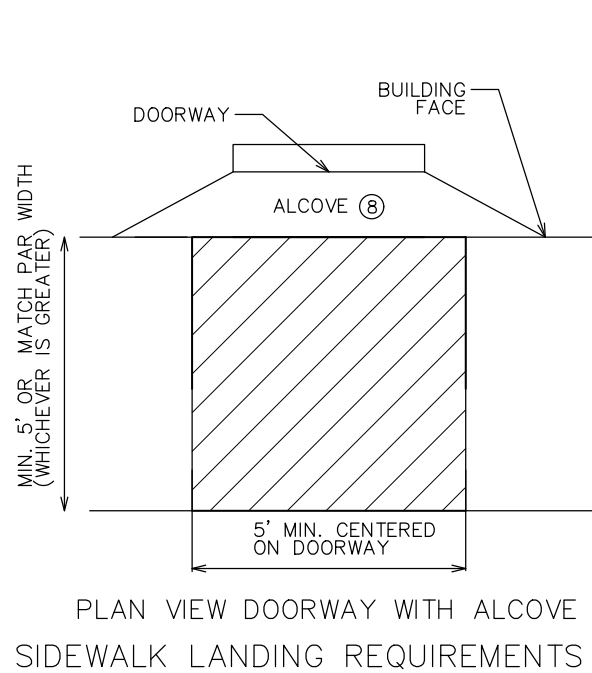 BUILDING
FACE
DOORWAY
ALCOVE 8
MIN. 5' OR MATCH PAR WIDTH
(WHICHEVER IS GREATER)
5' MIN. CENTERED
ON DOORWAY
PLAN VIEW DOORWAY WITH ALCOVE
SIDEWALK LANDING REQUIREMENTS